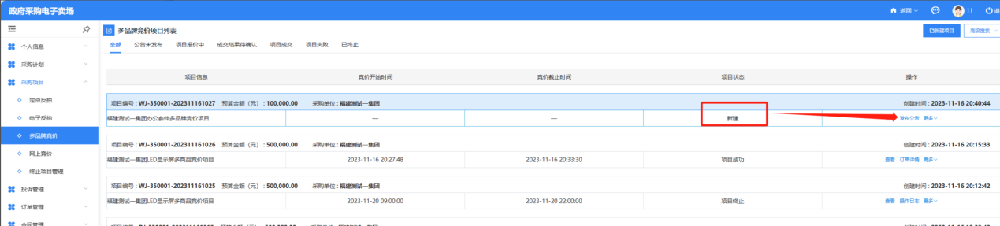 政府采购电子卖场
返回
11
多品牌竞价项目列表
新建项目
高级搜索
个人信息
采购计划
采购项目
定点反拍
电子反拍
多品牌竞价
网上竞价
终止项目管理
投诉管理
订单管理
合同管理
全部 公告未发布 项目报价中 成交结果待确认 项目成交 项目失败 已终止
项目信息 竞价开始时间 竞价截止时间 项目状态 操作
项目编号：WJ-350001-202311161027 预算金额（元）：100,000.00 采购单位：福建测试一集团 创建时间：2023-11-16 20:40:44
福建测试一集团办公套件多品牌竞价项目 — — 新建 发布公告 更多
项目编号：WJ-350001-202311161026 预算金额（元）：500,000.00 采购单位：福建测试一集团 创建时间：2023-11-16 20:15:33
福建测试一集团LED显示屏多商品竞价项目 2023-11-16 20:27:48 2023-11-16 20:33:30 项目成功 查看 订单详情 更多
项目编号：WJ-350001-202311161025 预算金额（元）：500,000.00 采购单位：福建测试一集团 创建时间：2023-11-16 20:12:42
福建测试一集团LED显示屏多商品竞价项目 2023-11-20 09:00:00 2023-11-20 22:00:00 项目终止 查看 操作日志 更多